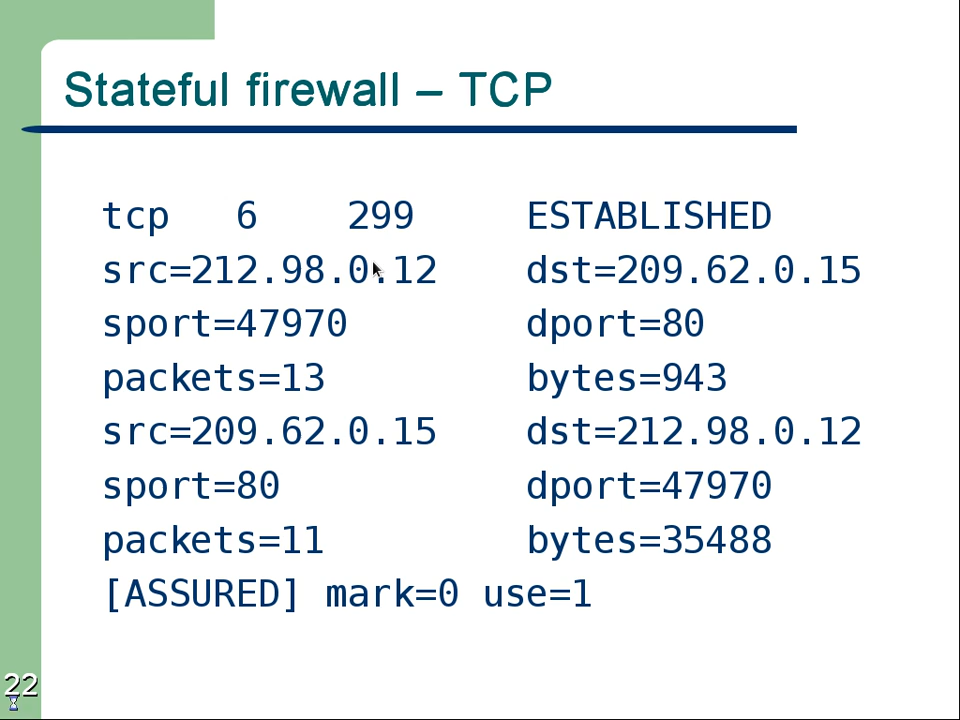 Stateful firewall – TCP
tcp 6 299 ESTABLISHED
src=212.98.0.12 dst=209.62.0.15
sport=47970 dport=80
packets=13 bytes=943
src=209.62.0.15 dst=212.98.0.12
sport=80 dport=47970
packets=11 bytes=35488
[ASSURED] mark=0 use=1
22